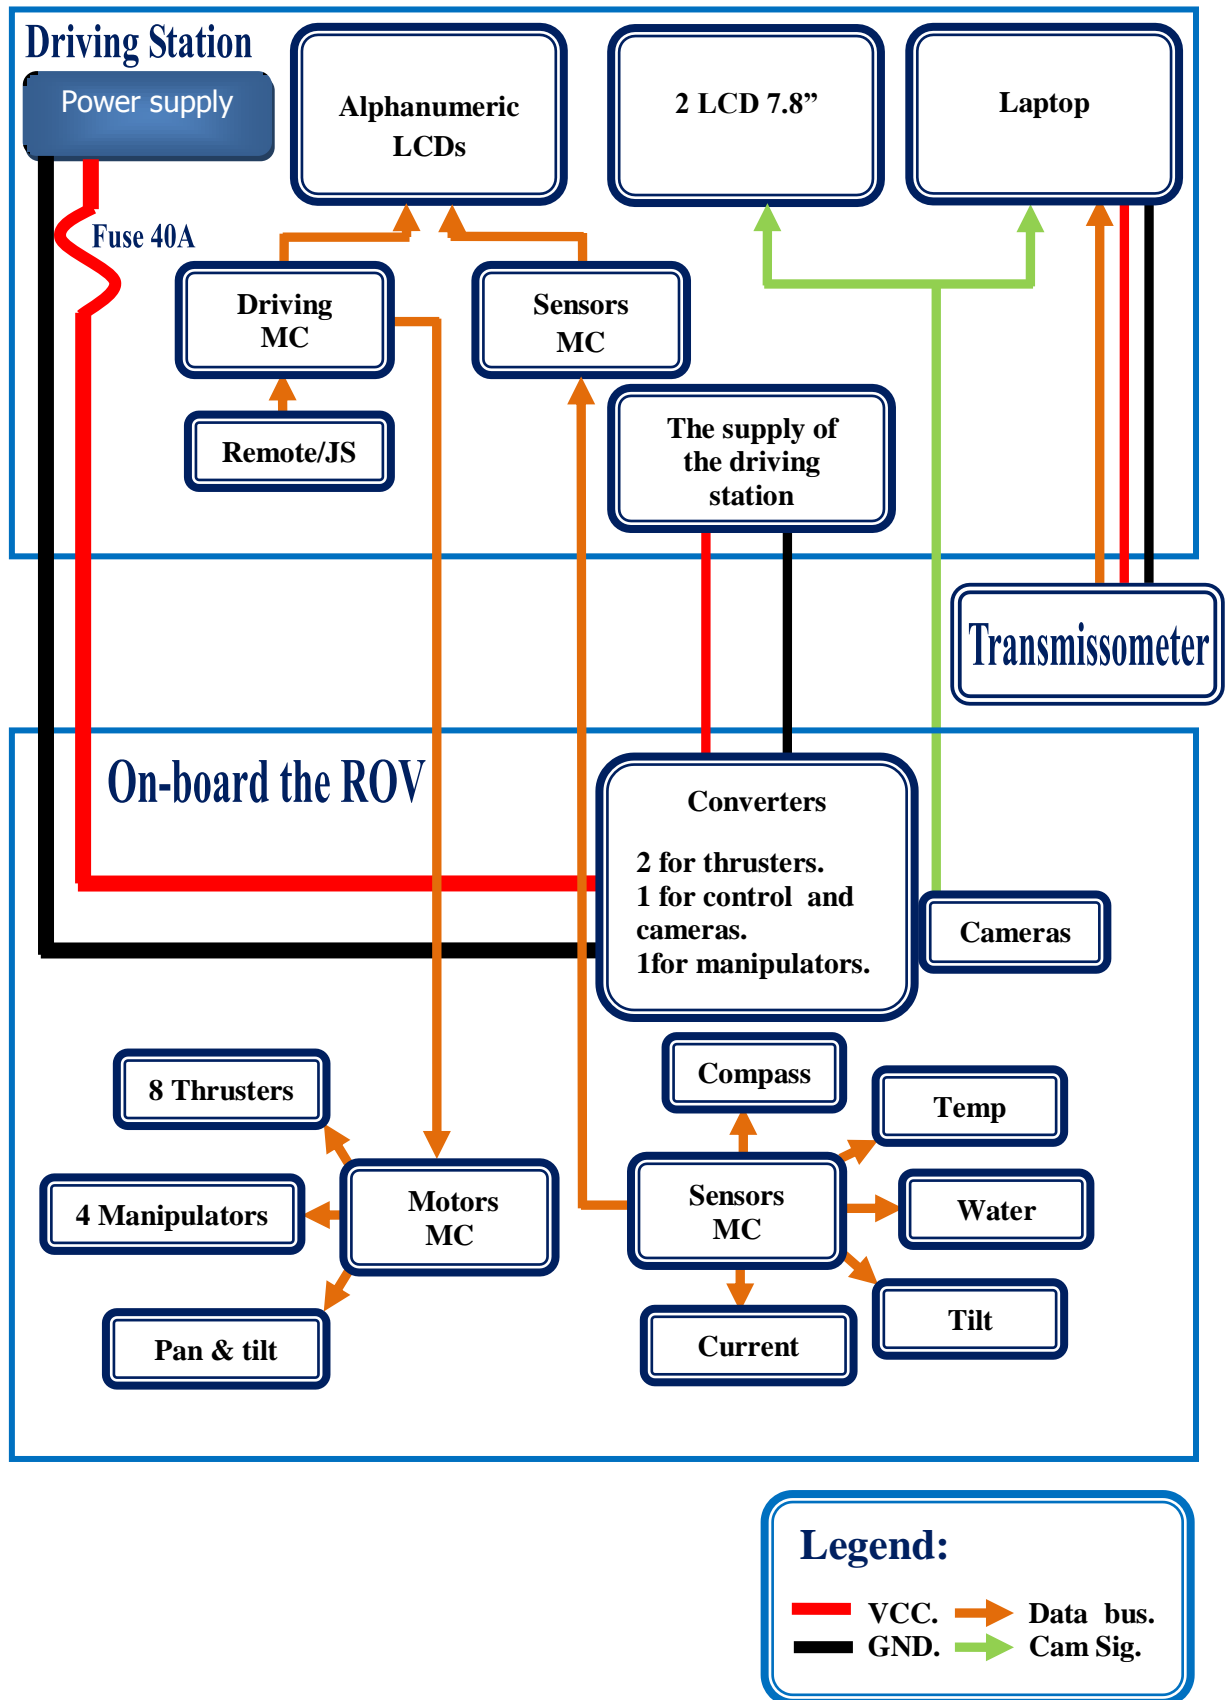 Driving Station
Power supply
Alphanumeric
LCDs
2 LCD 7.8”
Laptop
Fuse 40A
Driving
MC
Sensors
MC
Remote/JS
The supply of
the driving
station
Transmissometer
On-board the ROV
Converters
2 for thrusters.
1 for control and
cameras.
1for manipulators.
Cameras
8 Thrusters
Compass
Temp
4 Manipulators
Motors
MC
Sensors
MC
Water
Pan & tilt
Current
Tilt
Legend:
VCC.
Data bus.
GND.
Cam Sig.